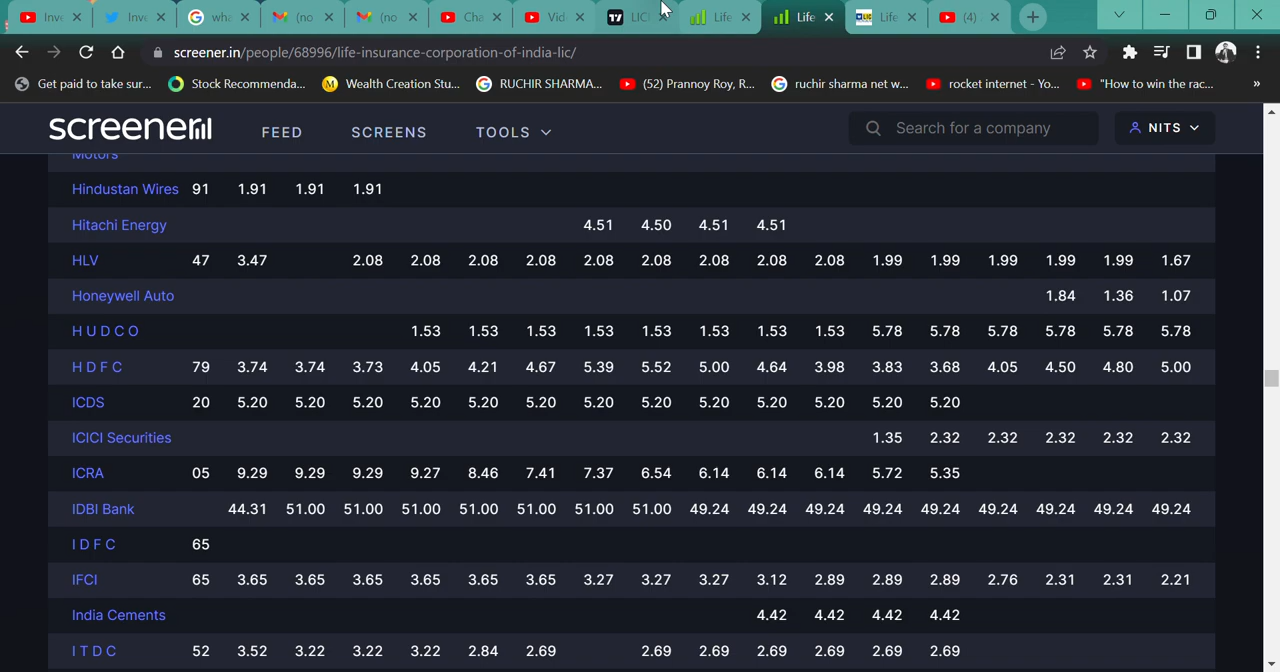 Inve
Inve
wha
(no
(no
Cha
Vid
LIC
Life
Life
Life
(4)
screener.in/people/68996/life-insurance-corporation-of-india-lic/
Get paid to take sur... Stock Recommenda... Wealth Creation Stu... RUCHIR SHARMA... (52) Prannoy Roy, R... ruchir sharma net w... rocket internet - Yo... "How to win the rac... »
screener FEED SCREENS TOOLS Search for a company NITS
Motors
Hindustan Wires 91 1.91 1.91 1.91
Hitachi Energy 4.51 4.50 4.51 4.51
HLV 47 3.47 2.08 2.08 2.08 2.08 2.08 2.08 2.08 2.08 2.08 1.99 1.99 1.99 1.99 1.99 1.67
Honeywell Auto 1.84 1.36 1.07
H U D C O 1.53 1.53 1.53 1.53 1.53 1.53 1.53 1.53 5.78 5.78 5.78 5.78 5.78 5.78
H D F C 79 3.74 3.74 3.73 4.05 4.21 4.67 5.39 5.52 5.00 4.64 3.98 3.83 3.68 4.05 4.50 4.80 5.00
ICDS 20 5.20 5.20 5.20 5.20 5.20 5.20 5.20 5.20 5.20 5.20 5.20 5.20 5.20
ICICI Securities 1.35 2.32 2.32 2.32 2.32 2.32
ICRA 05 9.29 9.29 9.29 9.27 8.46 7.41 7.37 6.54 6.14 6.14 6.14 5.72 5.35
IDBI Bank 44.31 51.00 51.00 51.00 51.00 51.00 51.00 51.00 49.24 49.24 49.24 49.24 49.24 49.24 49.24 49.24 49.24
I D F C 65
IFCI 65 3.65 3.65 3.65 3.65 3.65 3.65 3.27 3.27 3.27 3.12 2.89 2.89 2.89 2.76 2.31 2.31 2.21
India Cements 4.42 4.42 4.42 4.42
I T D C 52 3.52 3.22 3.22 3.22 2.84 2.69 2.69 2.69 2.69 2.69 2.69 2.69